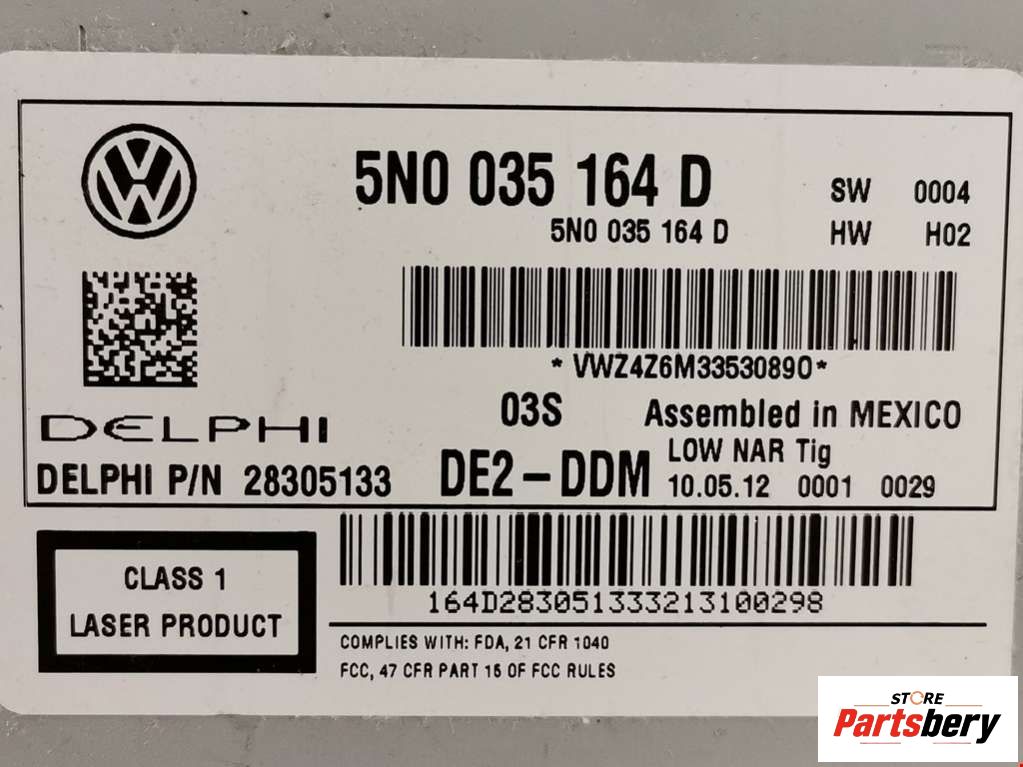 5N0 035 164 D SW 0004
5N0 035 164 D HW H02
*VWZ4Z6M3353089O*
03S Assembled in MEXICO
DELPHI
LOW NAR Tig
DELPHI P/N 28305133 DE2-DDM 10.05.12 0001 0029
CLASS 1
LASER PRODUCT
164D283051333213100298
COMPLIES WITH: FDA, 21 CFR 1040
FCC, 47 CFR PART 15 OF FCC RULES
STORE
Partsbery